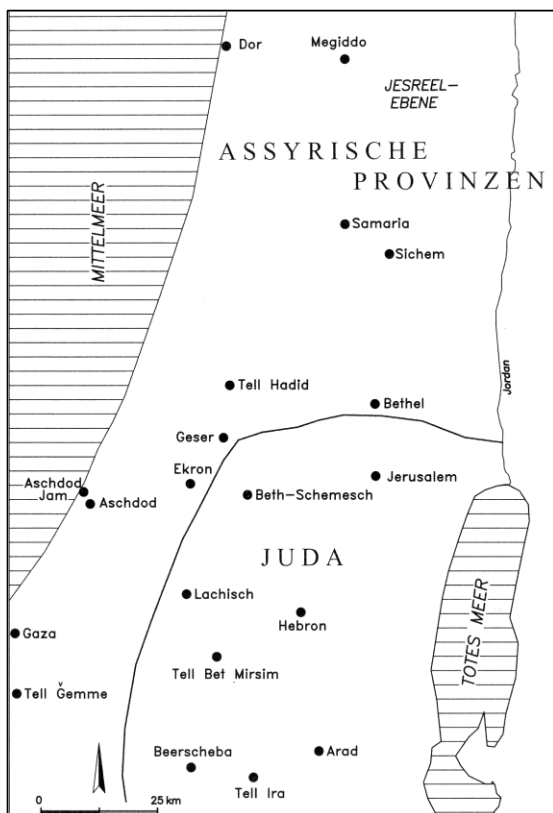 Dor
Megiddo
JESREEL-
EBENE
ASSYRISCHE
PROVINZEN
MITTELMEER
Samaria
Sichem
Jordan
Tell Hadid
Bethel
Geser
Ekron
Jerusalem
Aschdod
Jam
Aschdod
Beth-Schemesch
JUDA
Lachisch
Hebron
Gaza
TOTES MEER
Tell Bet Mirsim
Tell Ğemme
Beerscheba
Arad
Tell Ira
0 25 km